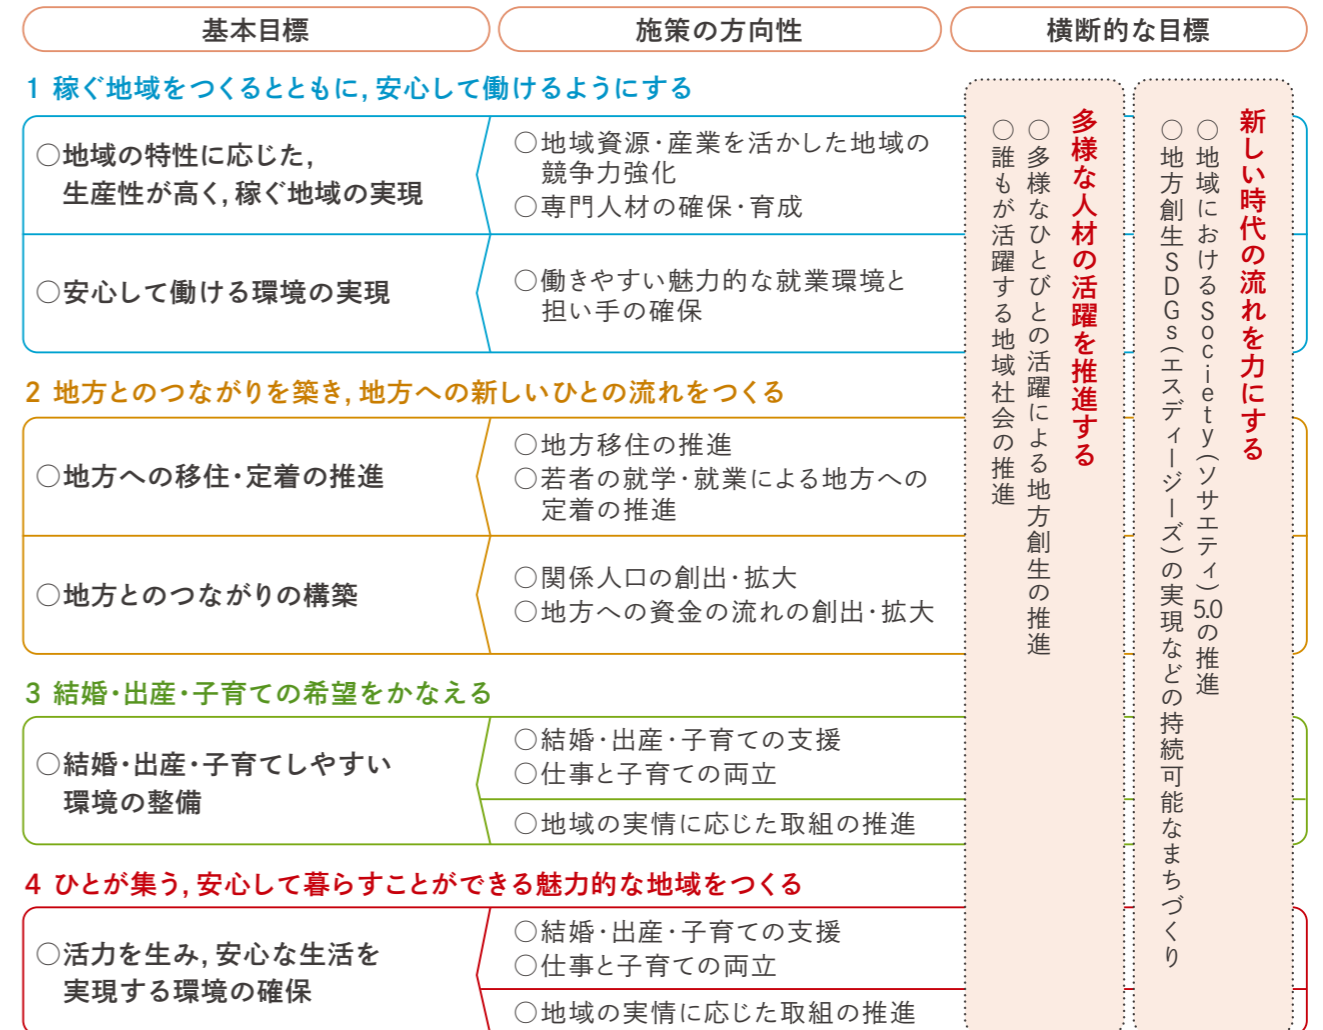 基本目標
施策の方向性
横断的な目標
1 稼ぐ地域をつくるとともに,安心して働けるようにする
○地域の特性に応じた,
生産性が高く,稼ぐ地域の実現
○地域資源・産業を活かした地域の
競争力強化
○専門人材の確保・育成
○安心して働ける環境の実現
○働きやすい魅力的な就業環境と
担い手の確保
2 地方とのつながりを築き,地方への新しいひとの流れをつくる
○地方への移住・定着の推進
○地方移住の推進
○若者の就学・就業による地方への
定着の推進
○地方とのつながりの構築
○関係人口の創出・拡大
○地方への資金の流れの創出・拡大
3 結婚・出産・子育ての希望をかなえる
○結婚・出産・子育てしやすい
環境の整備
○結婚・出産・子育ての支援
○仕事と子育ての両立
○地域の実情に応じた取組の推進
4 ひとが集う,安心して暮らすことができる魅力的な地域をつくる
○活力を生み,安心な生活を
実現する環境の確保
○結婚・出産・子育ての支援
○仕事と子育ての両立
○地域の実情に応じた取組の推進
新しい時代の流れを力にする
○地域におけるSociety(ソサエティ)5.0の推進
○地方創生SDGs(エスディージーズ)の実現などの持続可能なまちづくり
多様な人材の活躍を推進する
○多様なひとびとの活躍による地方創生の推進
○誰もが活躍する地域社会の推進